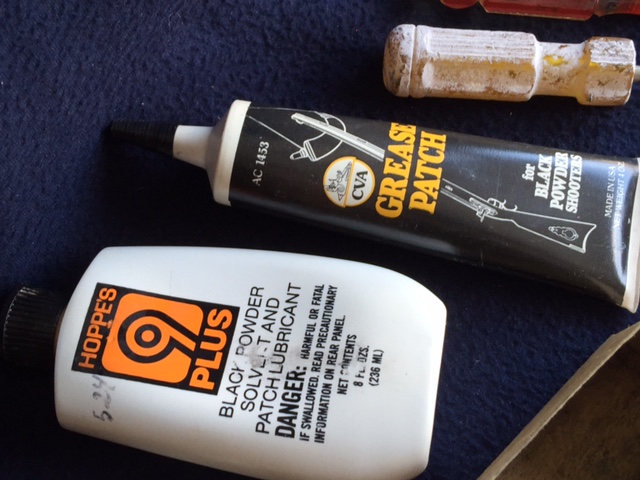 AC 1453
CVA
GREASE
PATCH
for
BLACK
POWDER
SHOOTERS
MADE IN USA
HOPPE'S
9
PLUS
BLACK POWDER
SOLVENT AND
PATCH LUBRICANT
DANGER: HARMFUL OR FATAL
IF SWALLOWED. READ PRECAUTIONARY
INFORMATION ON REAR PANEL.
NET CONTENTS
8 FL. OZS.
(236 ML)